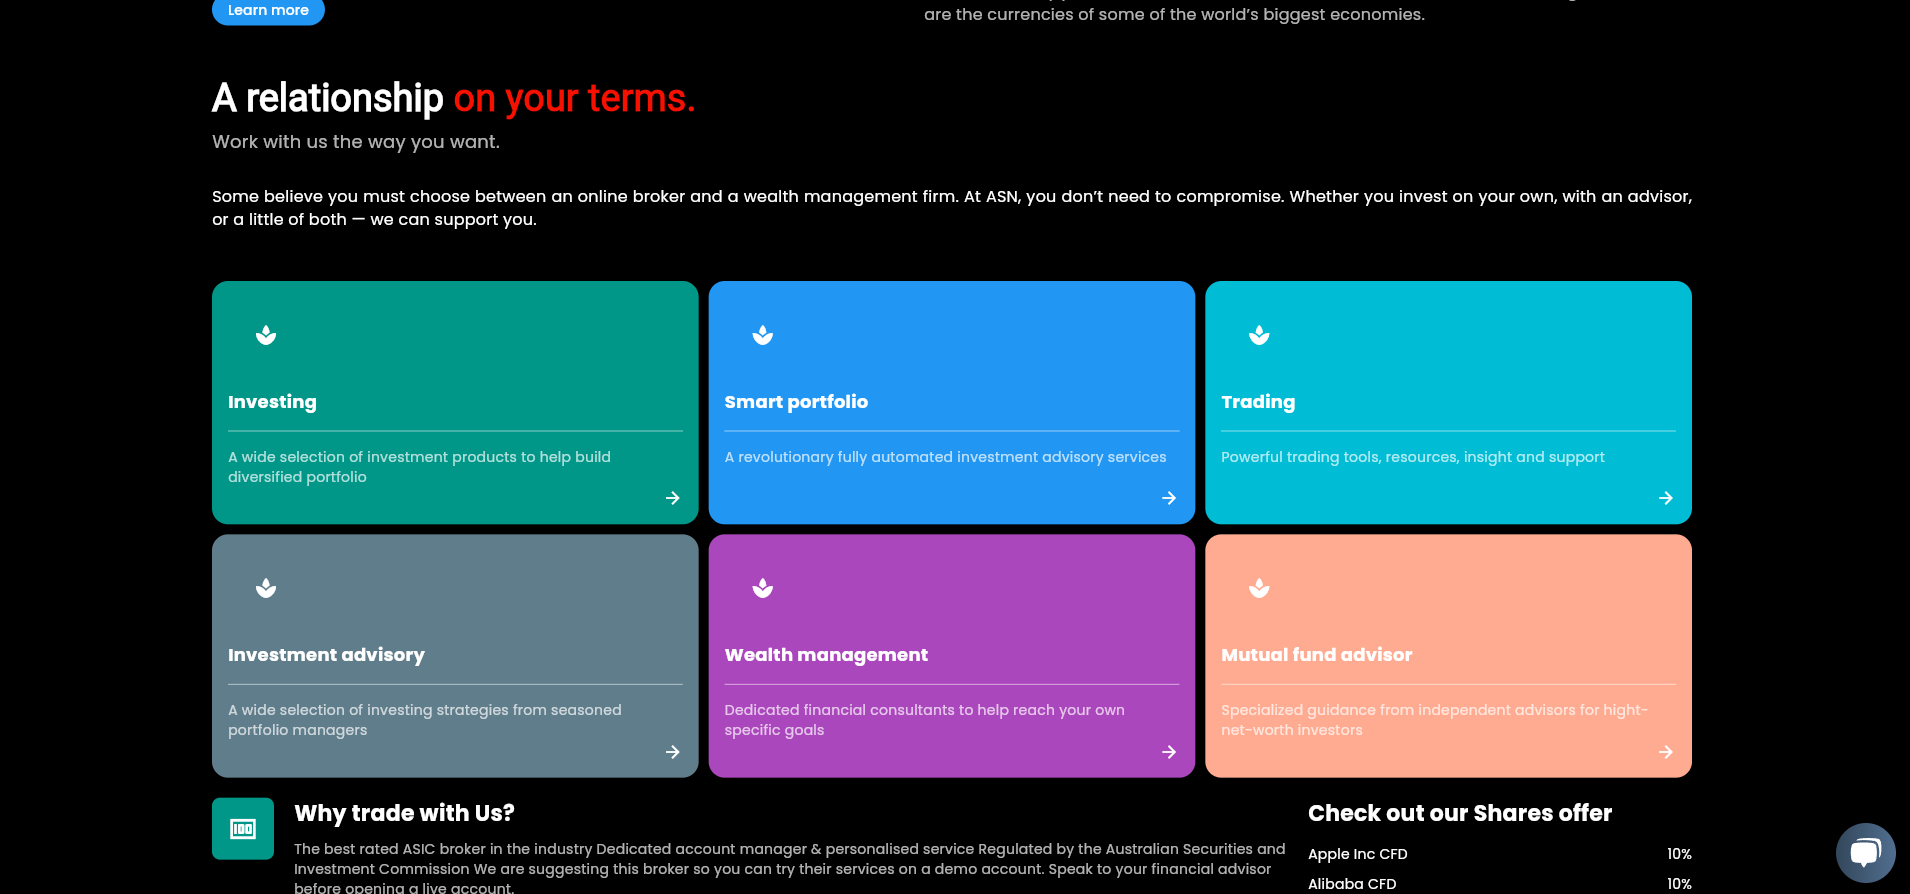 Learn more
are the currencies of some of the world’s biggest economies.
A relationship on your terms.
Work with us the way you want.
Some believe you must choose between an online broker and a wealth management firm. At ASN, you don’t need to compromise. Whether you invest on your own, with an advisor,
or a little of both — we can support you.
Investing
A wide selection of investment products to help build
diversified portfolio
Smart portfolio
A revolutionary fully automated investment advisory services
Trading
Powerful trading tools, resources, insight and support
Investment advisory
A wide selection of investing strategies from seasoned
portfolio managers
Wealth management
Dedicated financial consultants to help reach your own
specific goals
Mutual fund advisor
Specialized guidance from independent advisors for hight-
net-worth investors
100
Why trade with Us?
The best rated ASIC broker in the industry Dedicated account manager & personalised service Regulated by the Australian Securities and
Investment Commission We are suggesting this broker so you can try their services on a demo account. Speak to your financial advisor
before opening a live account.
Check out our Shares offer
Apple Inc CFD 10%
Alibaba CFD 10%